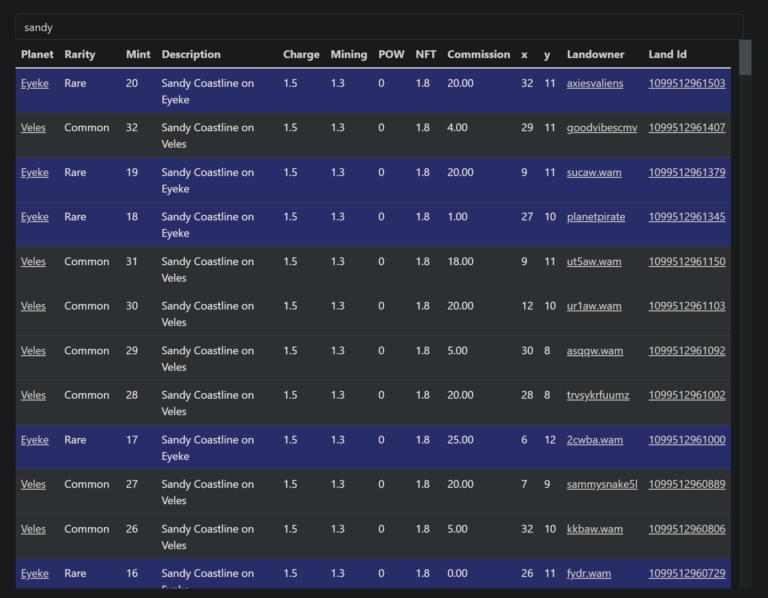 sandy
Planet Rarity Mint Description Charge Mining POW NFT Commission x y Landowner Land Id
Eyeke Rare 20 Sandy Coastline on Eyeke 1.5 1.3 0 1.8 20.00 32 11 axiesvaliens 1099512961503
Veles Common 32 Sandy Coastline on Veles 1.5 1.3 0 1.8 4.00 29 11 goodvibescmv 1099512961407
Eyeke Rare 19 Sandy Coastline on Eyeke 1.5 1.3 0 1.8 20.00 9 11 sucaw.wam 1099512961379
Eyeke Rare 18 Sandy Coastline on Eyeke 1.5 1.3 0 1.8 1.00 27 10 planetpirate 1099512961345
Veles Common 31 Sandy Coastline on Veles 1.5 1.3 0 1.8 18.00 9 11 ut5aw.wam 1099512961150
Veles Common 30 Sandy Coastline on Veles 1.5 1.3 0 1.8 20.00 12 10 ur1aw.wam 1099512961103
Veles Common 29 Sandy Coastline on Veles 1.5 1.3 0 1.8 5.00 30 8 asqqw.wam 1099512961092
Veles Common 28 Sandy Coastline on Veles 1.5 1.3 0 1.8 20.00 28 8 trvsykrfuumz 1099512961002
Eyeke Rare 17 Sandy Coastline on Eyeke 1.5 1.3 0 1.8 25.00 6 12 2cwba.wam 1099512961000
Veles Common 27 Sandy Coastline on Veles 1.5 1.3 0 1.8 20.00 7 9 sammysnake5l 1099512960889
Veles Common 26 Sandy Coastline on Veles 1.5 1.3 0 1.8 5.00 32 10 kkbaw.wam 1099512960806
Eyeke Rare 16 Sandy Coastline on 1.5 1.3 0 1.8 0.00 26 11 fydr.wam 1099512960729